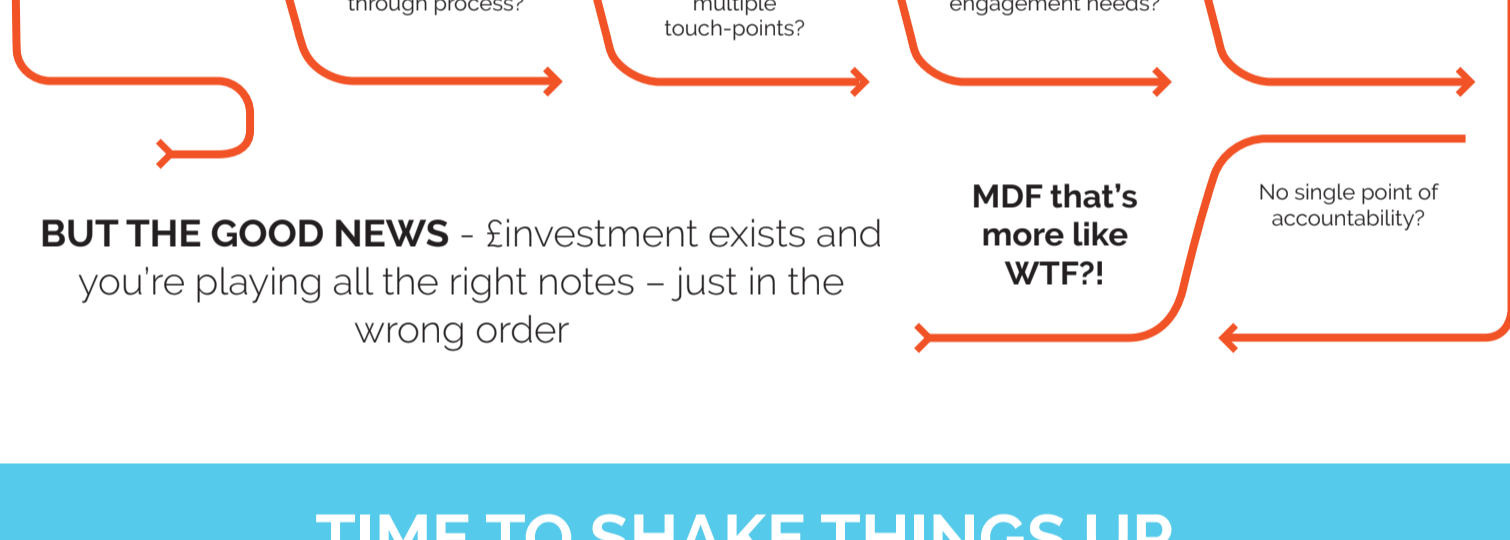 through process?
multiple
touch-points?
engagement needs?
MDF that's
more like
WTF?!
No single point of
accountability?
BUT THE GOOD NEWS - £investment exists and
you're playing all the right notes – just in the
wrong order
TIME TO SHAKE THINGS UP